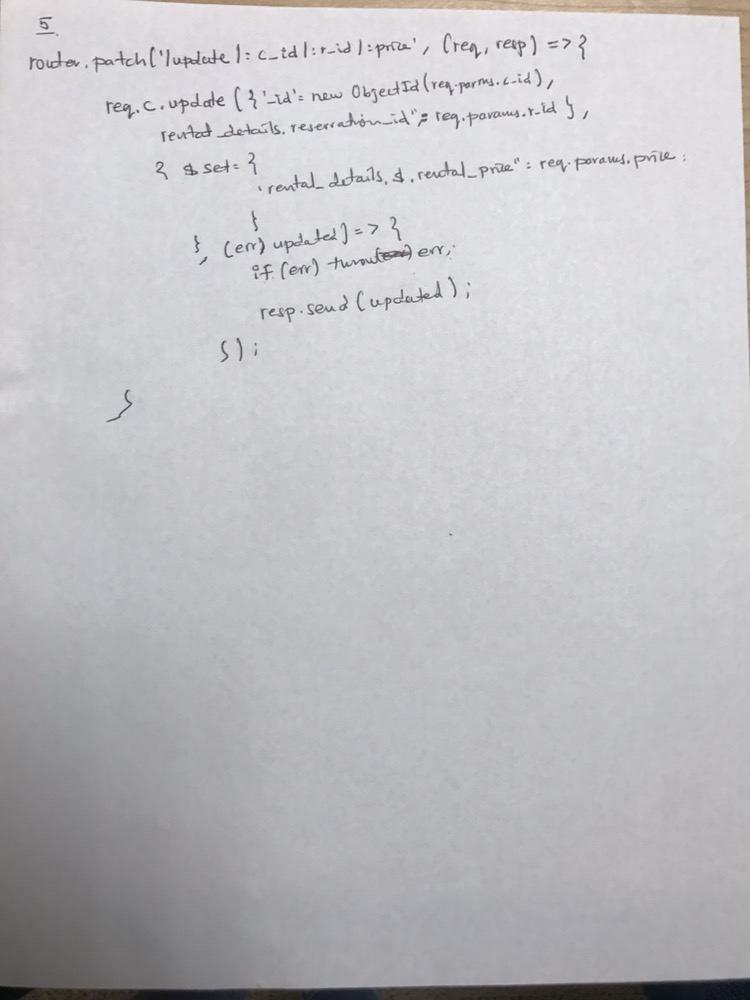 5.
router.patch('/update/:c_id/:r_id/:price', (req, resp) => {
req.c.update({'_id': new ObjectId(req.parms.c_id),
rental_details.reservation_id": req.params.r_id },
{ $set: {
'rental_details.$.rental_price": req.params.price;
}
}, (err) updated) => {
if (err) err;
resp.send(updated);
});
}